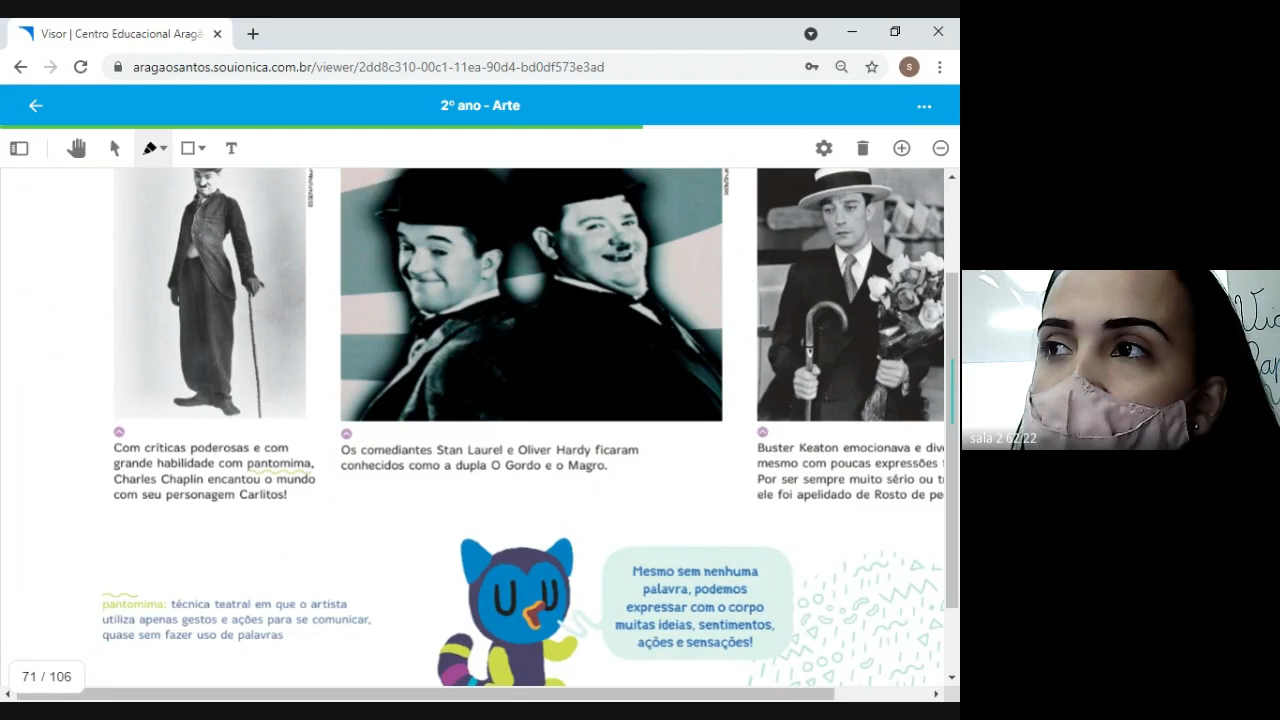 Visor | Centro Educacional Aragã
aragaosantos.souionica.com.br/viewer/2dd8c310-00c1-11ea-90d4-bd0df573e3ad
s
2º ano - Arte
T
Com críticas poderosas e com
grande habilidade com pantomima,
Charles Chaplin encantou o mundo
com seu personagem Carlitos!
Os comediantes Stan Laurel e Oliver Hardy ficaram
conhecidos como a dupla O Gordo e o Magro.
Buster Keaton emocionava e dive
mesmo com poucas expressões
Por ser sempre muito sério ou t
ele foi apelidado de Rosto de pe
pantomima: técnica teatral em que o artista
utiliza apenas gestos e ações para se comunicar,
quase sem fazer uso de palavras
Mesmo sem nenhuma
palavra, podemos
expressar com o corpo
muitas ideias, sentimentos,
ações e sensações!
71 / 106
sala 2 62 22